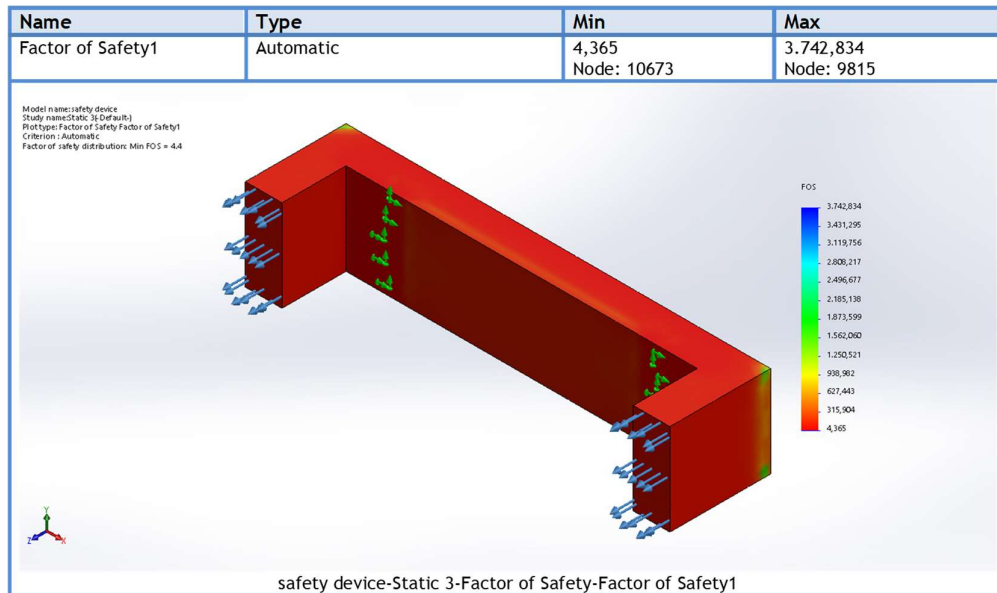 Name Type Min Max
Factor of Safety1 Automatic 4,365 3.742,834
Node: 10673 Node: 9815
Model name:safety device
Study name:Static 3(-Default-)
Plot type: Factor of Safety Factor of Safety1
Criterion : Automatic
Factor of safety distribution: Min FOS = 4.4
FOS
3.742,834
3.431,295
3.119,756
2.808,217
2.496,677
2.185,138
1.873,599
1.562,060
1.250,521
938,982
627,443
315,904
4,365
Y
Z X
safety device-Static 3-Factor of Safety-Factor of Safety1